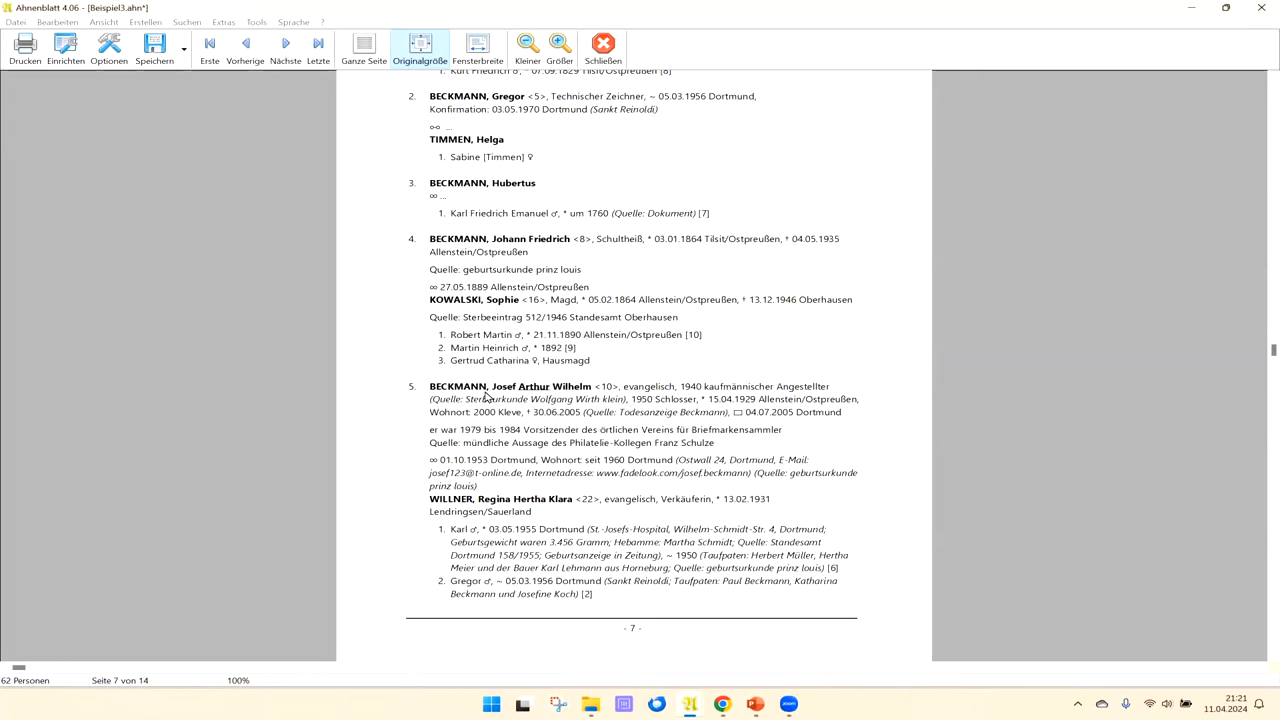 Ahnenblatt 4.06 - [Beispiel3.ahn*]
Datei Bearbeiten Ansicht Erstellen Suchen Extras Tools Sprache ?
Drucken Einrichten Optionen Speichern Erste Vorherige Nächste Letzte Ganze Seite Originalgröße Fensterbreite Kleiner Größer Schließen
1. Kurt Friedrich ♂, * 07.09.1829 Tilsit/Ostpreußen [8]
2. BECKMANN, Gregor <5>, Technischer Zeichner, ~ 05.03.1956 Dortmund,
Konfirmation: 03.05.1970 Dortmund (Sankt Reinoldi)
⚯ ...
TIMMEN, Helga
1. Sabine [Timmen] ♀
3. BECKMANN, Hubertus
∞ ...
1. Karl Friedrich Emanuel ♂, * um 1760 (Quelle: Dokument) [7]
4. BECKMANN, Johann Friedrich <8>, Schultheiß, * 03.01.1864 Tilsit/Ostpreußen, † 04.05.1935
Allenstein/Ostpreußen
Quelle: geburtsurkunde prinz louis
∞ 27.05.1889 Allenstein/Ostpreußen
KOWALSKI, Sophie <16>, Magd, * 05.02.1864 Allenstein/Ostpreußen, † 13.12.1946 Oberhausen
Quelle: Sterbeeintrag 512/1946 Standesamt Oberhausen
1. Robert Martin ♂, * 21.11.1890 Allenstein/Ostpreußen [10]
2. Martin Heinrich ♂, * 1892 [9]
3. Gertrud Catharina ♀, Hausmagd
5. BECKMANN, Josef Arthur Wilhelm <10>, evangelisch, 1940 kaufmännischer Angestellter
(Quelle: Sterbeurkunde Wolfgang Wirth klein), 1950 Schlosser, * 15.04.1929 Allenstein/Ostpreußen,
Wohnort: 2000 Kleve, † 30.06.2005 (Quelle: Todesanzeige Beckmann), ▭ 04.07.2005 Dortmund
er war 1979 bis 1984 Vorsitzender des örtlichen Vereins für Briefmarkensammler
Quelle: mündliche Aussage des Philatelie-Kollegen Franz Schulze
∞ 01.10.1953 Dortmund, Wohnort: seit 1960 Dortmund (Ostwall 24, Dortmund, E-Mail:
josef123@t-online.de, Internetadresse: www.fadelook.com/josef.beckmann) (Quelle: geburtsurkunde
prinz louis)
WILLNER, Regina Hertha Klara <22>, evangelisch, Verkäuferin, * 13.02.1931
Lendringsen/Sauerland
1. Karl ♂, * 03.05.1955 Dortmund (St.-Josefs-Hospital, Wilhelm-Schmidt-Str. 4, Dortmund;
Geburtsgewicht waren 3.456 Gramm; Hebamme: Martha Schmidt; Quelle: Standesamt
Dortmund 158/1955; Geburtsanzeige in Zeitung), ~ 1950 (Taufpaten: Herbert Müller, Hertha
Meier und der Bauer Karl Lehmann aus Horneburg; Quelle: geburtsurkunde prinz louis) [6]
2. Gregor ♂, ~ 05.03.1956 Dortmund (Sankt Reinoldi; Taufpaten: Paul Beckmann, Katharina
Beckmann und Josefine Koch) [2]
- 7 -
62 Personen Seite 7 von 14 100%
21:21
11.04.2024